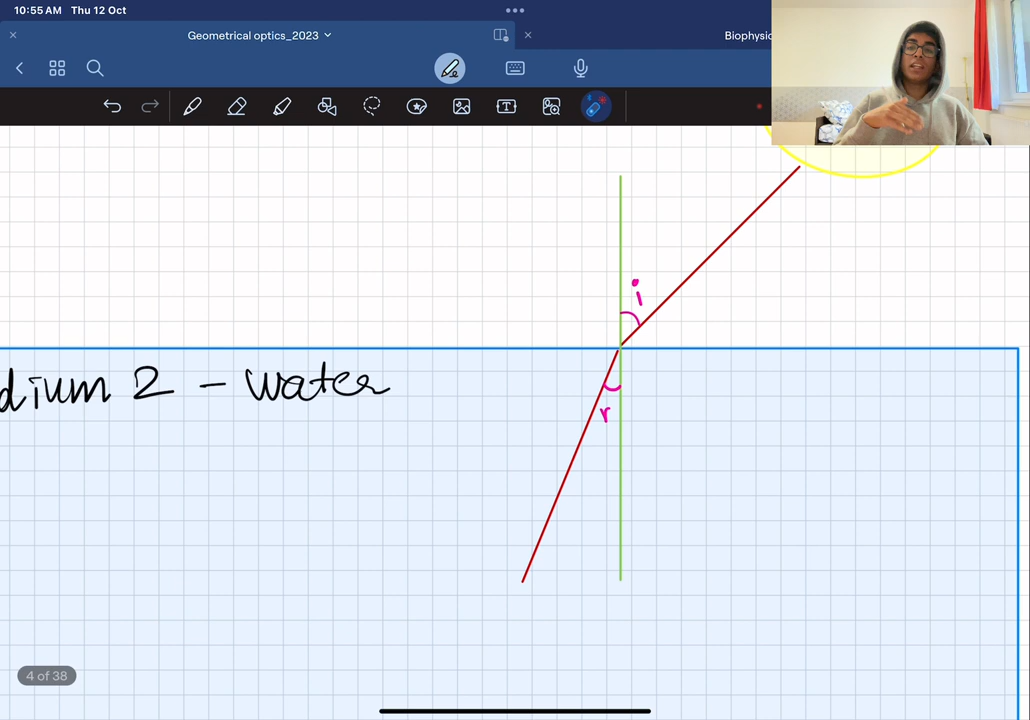 10:55 AM Thu 12 Oct
Geometrical optics_2023
Biophysic
i
dium 2 - water
r
4 of 38